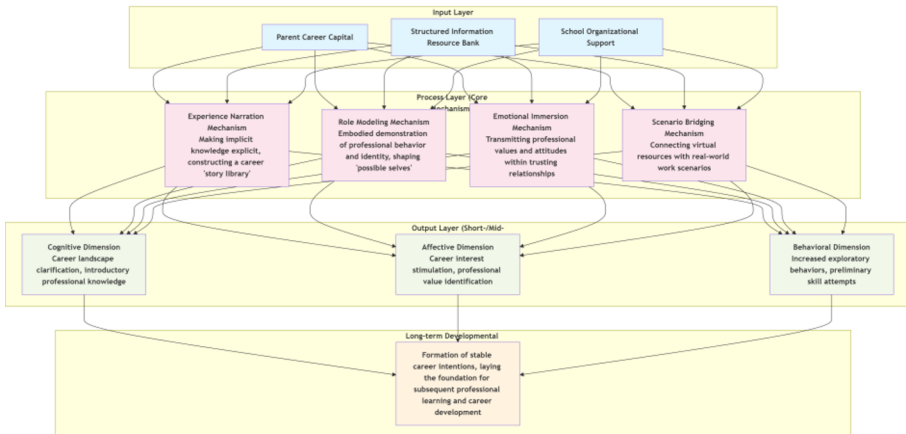 Input Layer
Parent Career Capital
Structured Information
Resource Bank
School Organizational
Support
Process Layer (Core
Mechanism
Experience Narration
Mechanism
Making implicit
knowledge explicit,
constructing a career
'story library'
Role Modeling Mechanism
Embodied demonstration
of professional behavior
and identity, shaping
'possible selves'
Emotional Immersion
Mechanism
Transmitting professional
values and attitudes
within trusting
relationships
Scenario Bridging
Mechanism
Connecting virtual
resources with real-world
work scenarios
Output Layer (Short-/Mid-
Cognitive Dimension
Career landscape
clarification, introductory
professional knowledge
Affective Dimension
Career interest
stimulation, professional
value identification
Behavioral Dimension
Increased exploratory
behaviors, preliminary
skill attempts
Long-term Developmental
Formation of stable
career intentions, laying
the foundation for
subsequent professional
learning and career
development